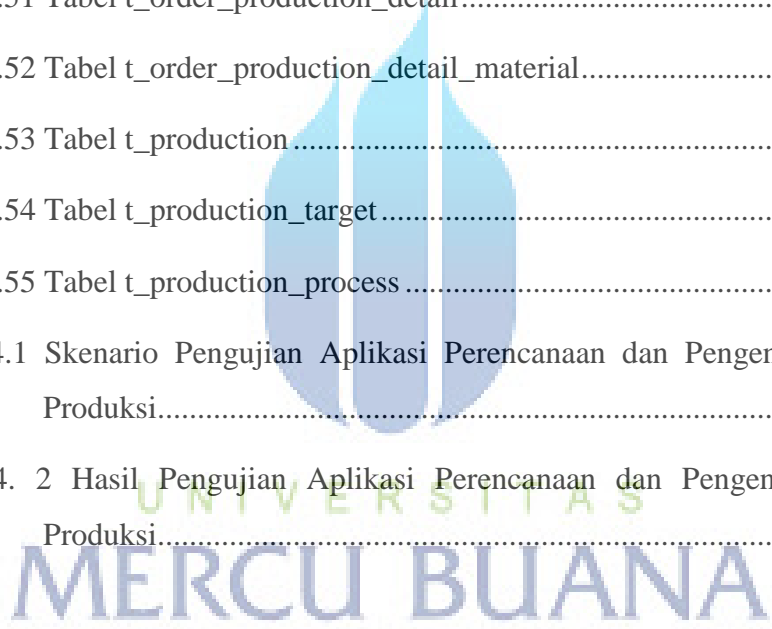 .51 Tabel t_order_production_detail.......................................
.52 Tabel t_order_production_detail_material........................
.53 Tabel t_production............................................................
.54 Tabel t_production_target.................................................
.55 Tabel t_production_process..............................................
4.1 Skenario Pengujian Aplikasi Perencanaan dan Pengen
Produksi.............................................................................
4. 2 Hasil Pengujian Aplikasi Perencanaan dan Pengen
UNIVERSITAS
Produksi.............................................................................
MERCU BUANA